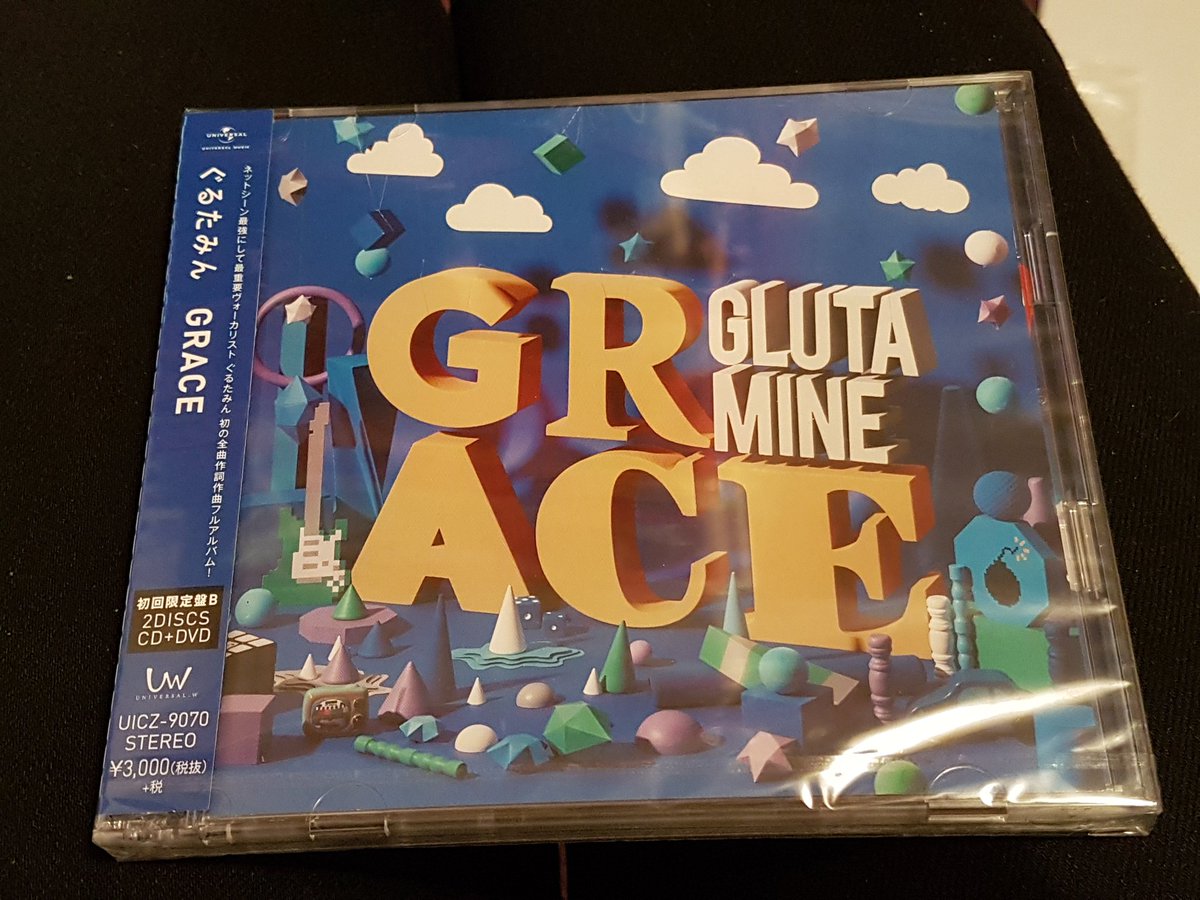 UNIVERSAL
UNIVERSAL MUSIC
ネットシーン最強にして最重要ヴォーカリスト ぐるたみん 初の全曲作詞作曲フルアルバム!
ぐるたみん GRACE
初回限定盤B
2DISCS
CD+DVD
UW
UNIVERSAL-W
UICZ-9070
STEREO
¥3,000(税抜)
+税
GR
GLUTA
MINE
ACE